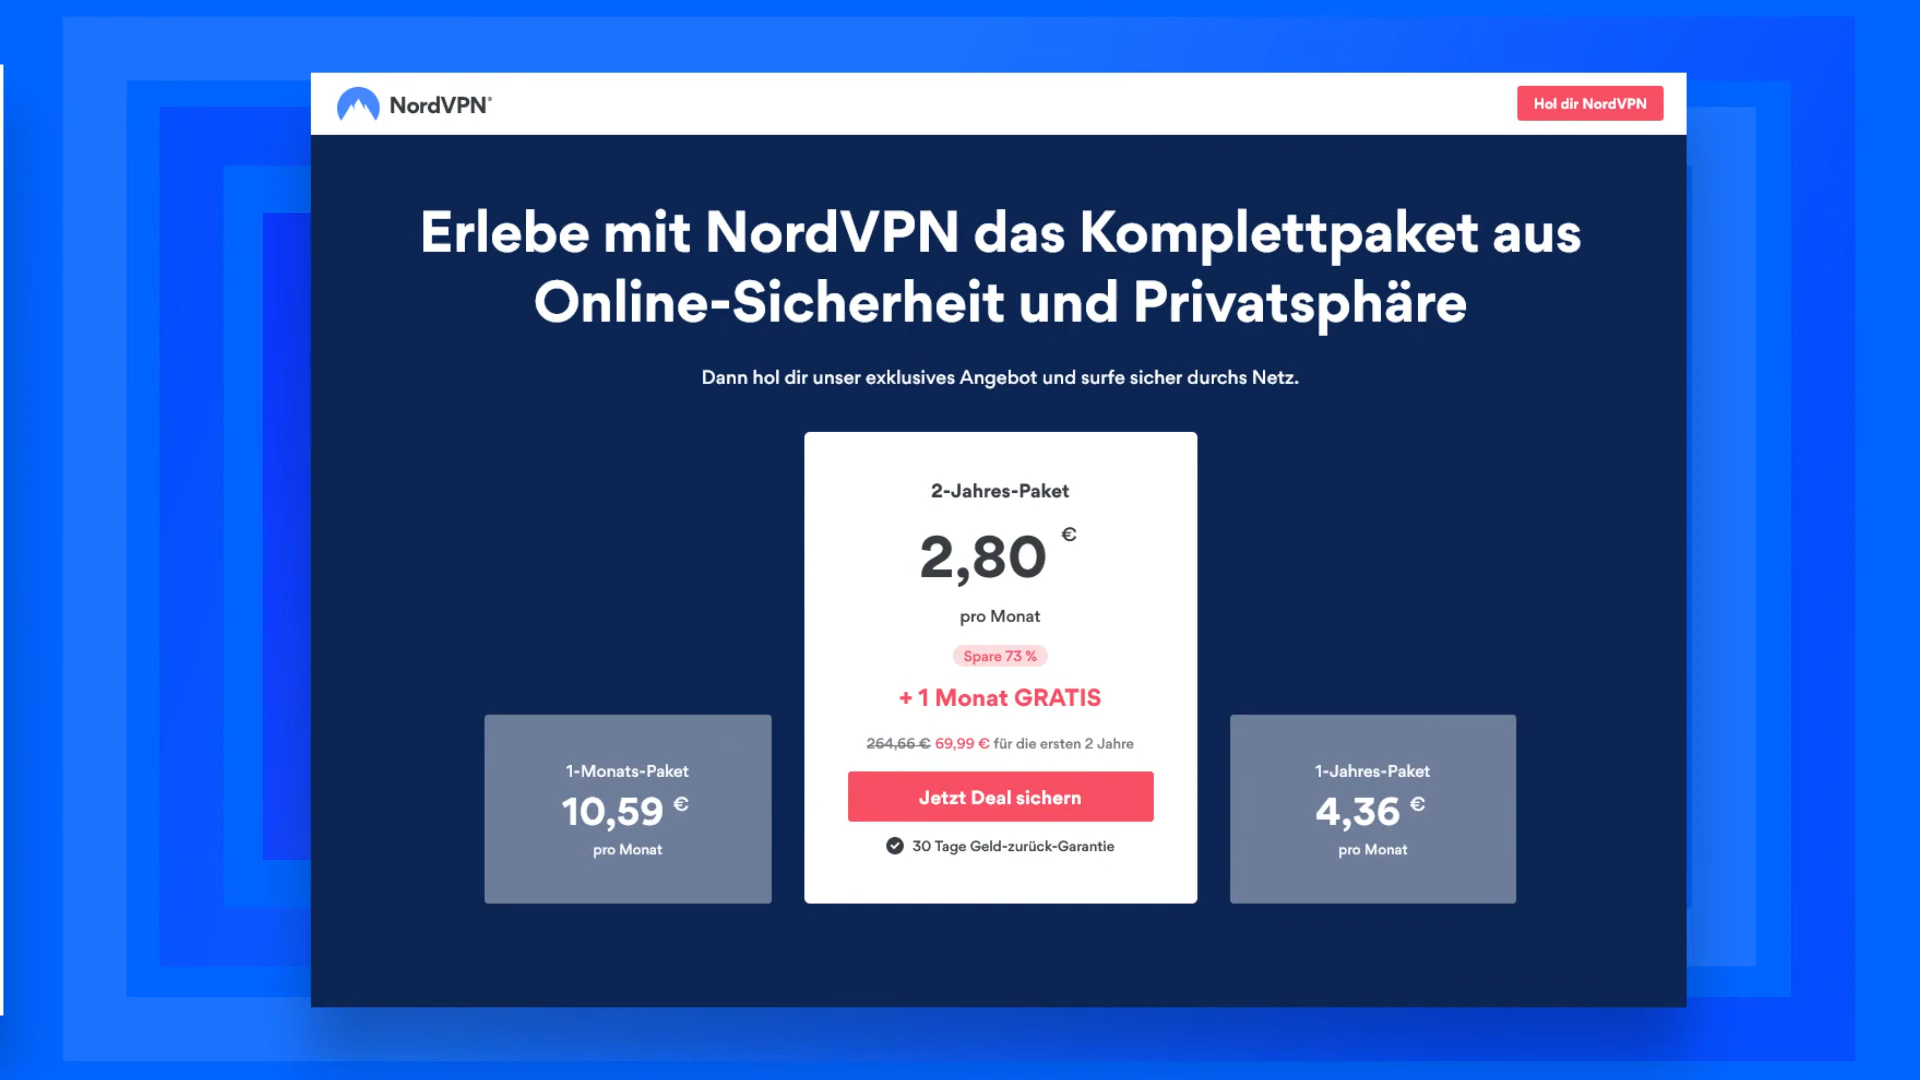 NordVPN®
Hol dir NordVPN
Erlebe mit NordVPN das Komplettpaket aus
Online-Sicherheit und Privatsphäre
Dann hol dir unser exklusives Angebot und surfe sicher durchs Netz.
2-Jahres-Paket
2,80 €
pro Monat
Spare 73 %
+ 1 Monat GRATIS
264,66 € 69,99 € für die ersten 2 Jahre
Jetzt Deal sichern
30 Tage Geld-zurück-Garantie
1-Monats-Paket
10,59 €
pro Monat
1-Jahres-Paket
4,36 €
pro Monat